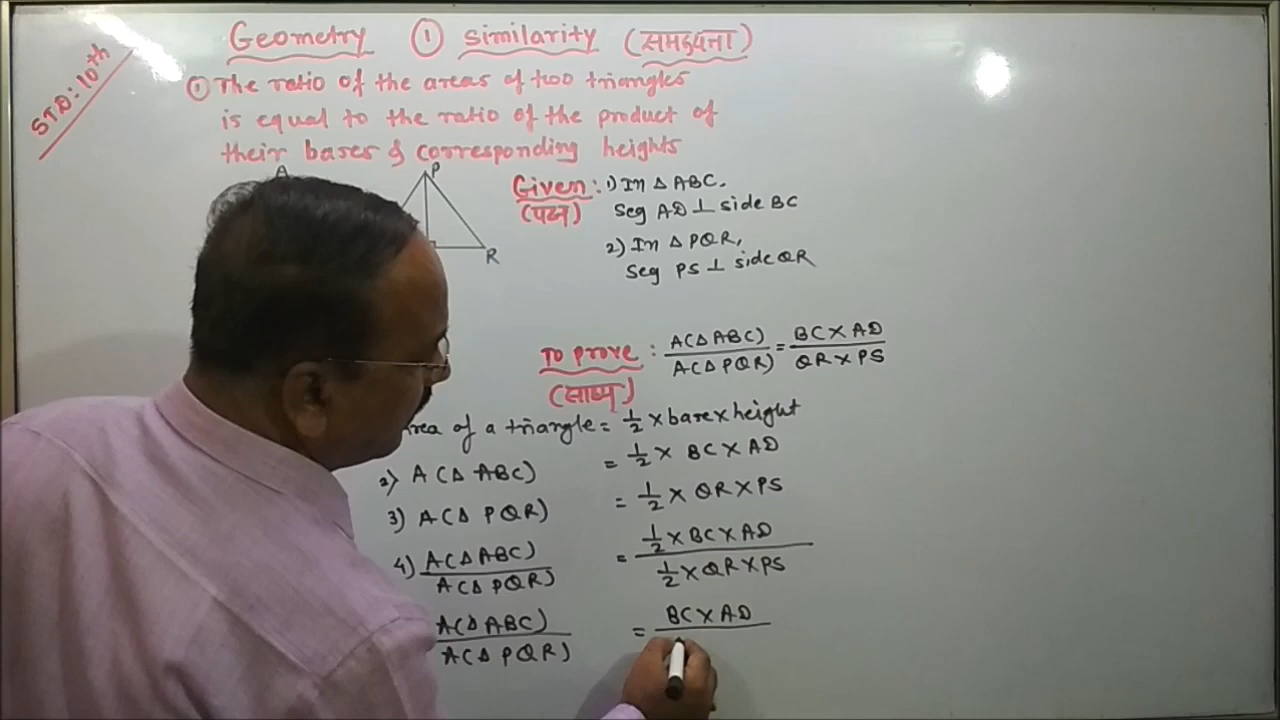 STD: 10th
Geometry ① Similarity (समरूपता)
① The ratio of the areas of two triangles
is equal to the ratio of the product of
their bases & corresponding heights
A
P
R
Given : 1) In △ ABC,
(पक्ष) Seg AD ⊥ side BC
2) In △ PQR,
Seg PS ⊥ side QR
To prove : A(△ ABC) / A(△ PQR) = BC × AD / QR × PS
(साध्य)
of a triangle = 1/2 × base × height
2) A (△ ABC) = 1/2 × BC × AD
3) A (△ PQR) = 1/2 × QR × PS
4) A(△ ABC) / A(△ PQR) = 1/2 × BC × AD / 1/2 × QR × PS
A(△ ABC) / A(△ PQR) = BC × AD